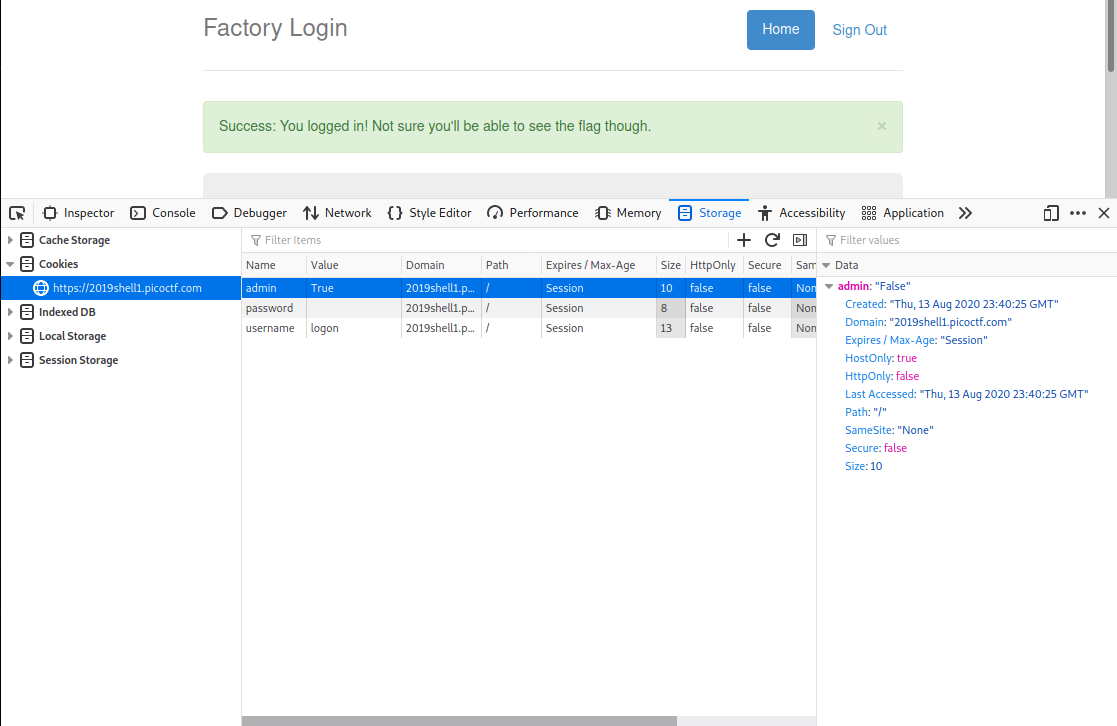 Factory Login
Home
Sign Out
Success: You logged in! Not sure you'll be able to see the flag though.
×
Inspector Console Debugger Network Style Editor Performance Memory Storage Accessibility Application
Cache Storage
Cookies
https://2019shell1.picoctf.com
Indexed DB
Local Storage
Session Storage
Filter Items
Name Value Domain Path Expires / Max-Age Size HttpOnly Secure Sam
admin True 2019shell1.p... / Session 10 false false Non
password 2019shell1.p... / Session 8 false false Non
username logon 2019shell1.p... / Session 13 false false Non
Filter values
Data
admin: "False"
Created: "Thu, 13 Aug 2020 23:40:25 GMT"
Domain: "2019shell1.picoctf.com"
Expires / Max-Age: "Session"
HostOnly: true
HttpOnly: false
Last Accessed: "Thu, 13 Aug 2020 23:40:25 GMT"
Path: "/"
SameSite: "None"
Secure: false
Size: 10